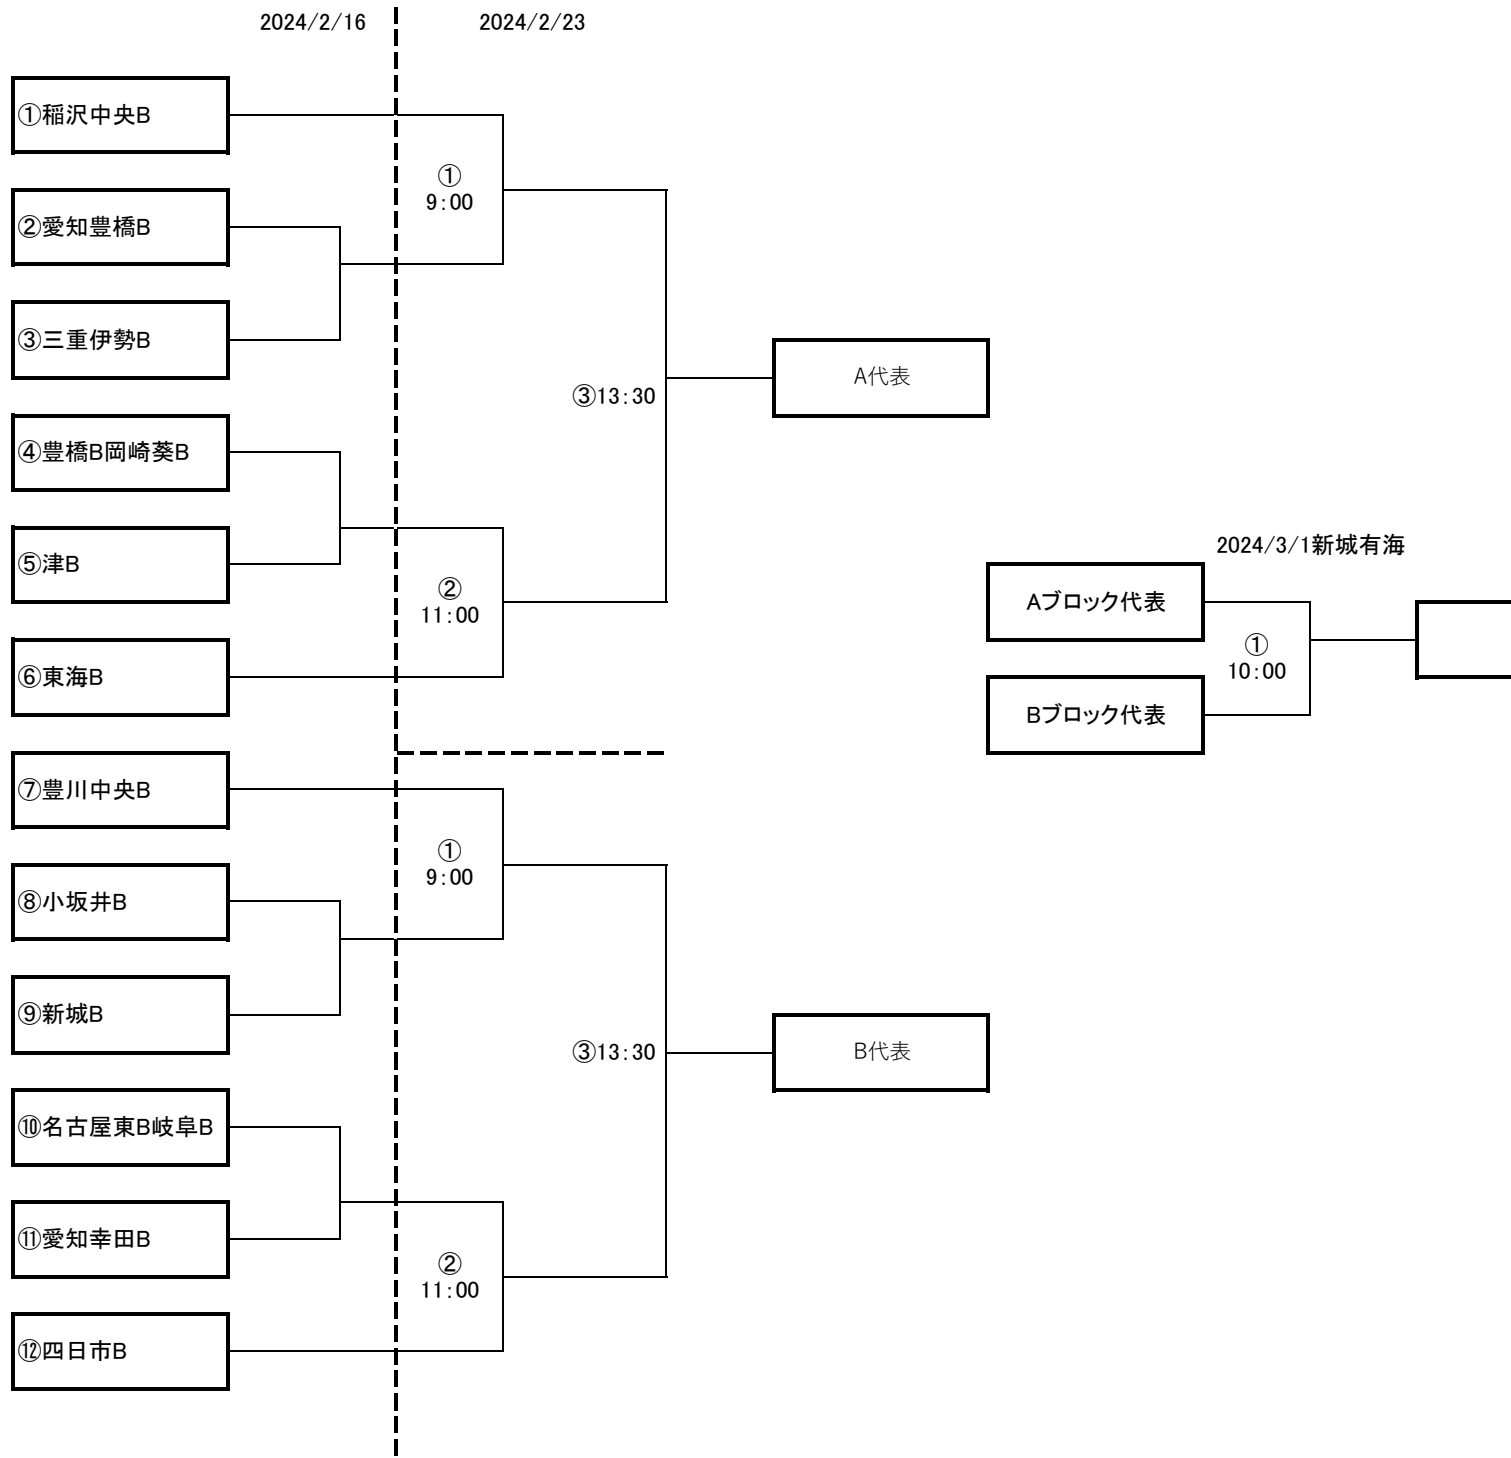 2024/2/16
2024/2/23
①稲沢中央B
①
9:00
②愛知豊橋B
③三重伊勢B
A代表
③13:30
④豊橋B岡崎葵B
⑤津B
②
11:00
⑥東海B
2024/3/1新城有海
Aブロック代表
①
10:00
Bブロック代表
⑦豊川中央B
①
9:00
⑧小坂井B
⑨新城B
③13:30
B代表
⑩名古屋東B岐阜B
⑪愛知幸田B
②
11:00
⑫四日市B